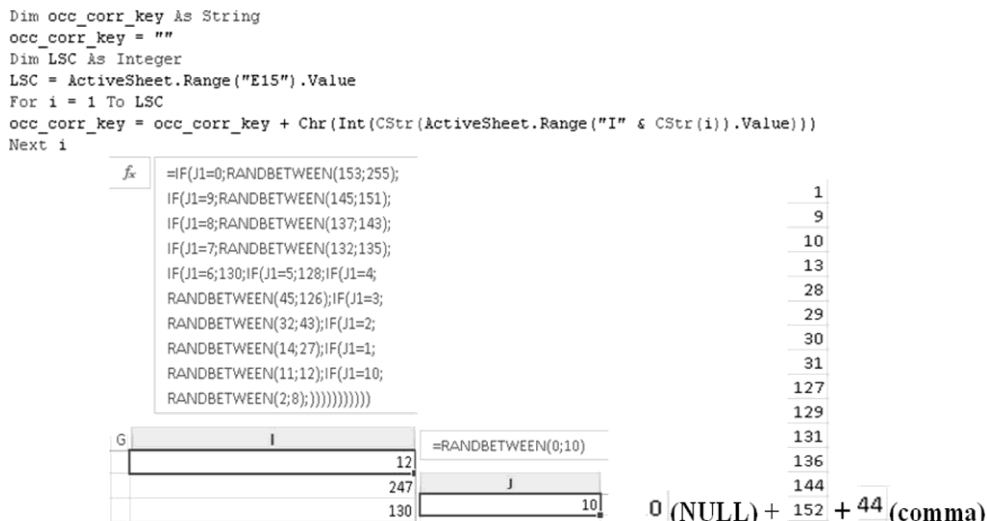 Dim occ_corr_key As String
occ_corr_key = ""
Dim LSC As Integer
LSC = ActiveSheet.Range("E15").Value
For i = 1 To LSC
occ_corr_key = occ_corr_key + Chr(Int(CStr(ActiveSheet.Range("I" & CStr(i)).Value)))
Next i
fx
=IF(J1=0;RANDBETWEEN(153;255);
IF(J1=9;RANDBETWEEN(145;151);
IF(J1=8;RANDBETWEEN(137;143);
IF(J1=7;RANDBETWEEN(132;135);
IF(J1=6;130;IF(J1=5;128;IF(J1=4;
RANDBETWEEN(45;126);IF(J1=3;
RANDBETWEEN(32;43);IF(J1=2;
RANDBETWEEN(14;27);IF(J1=1;
RANDBETWEEN(11;12);IF(J1=10;
RANDBETWEEN(2;8);)))))))))))
G I
12
247
130
=RANDBETWEEN(0;10)
J
10
1
9
10
13
28
29
30
31
127
129
131
136
144
0 (NULL) + 152 + 44 (comma)